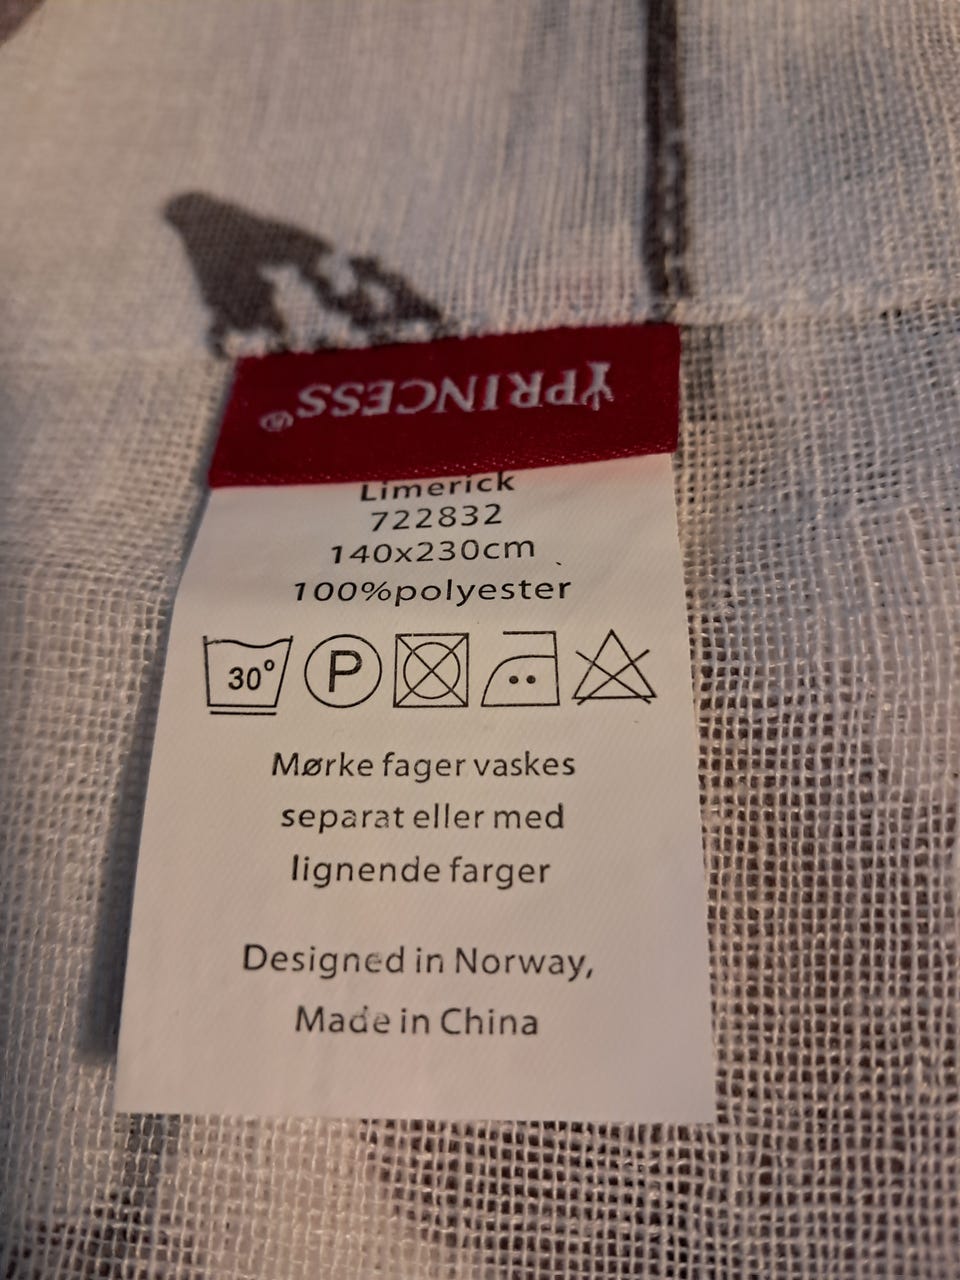 PRINCESS®
Limerick
722832
140x230cm
100%polyester
30° P
Mørke fager vaskes
separat eller med
lignende farger
Designed in Norway,
Made in China